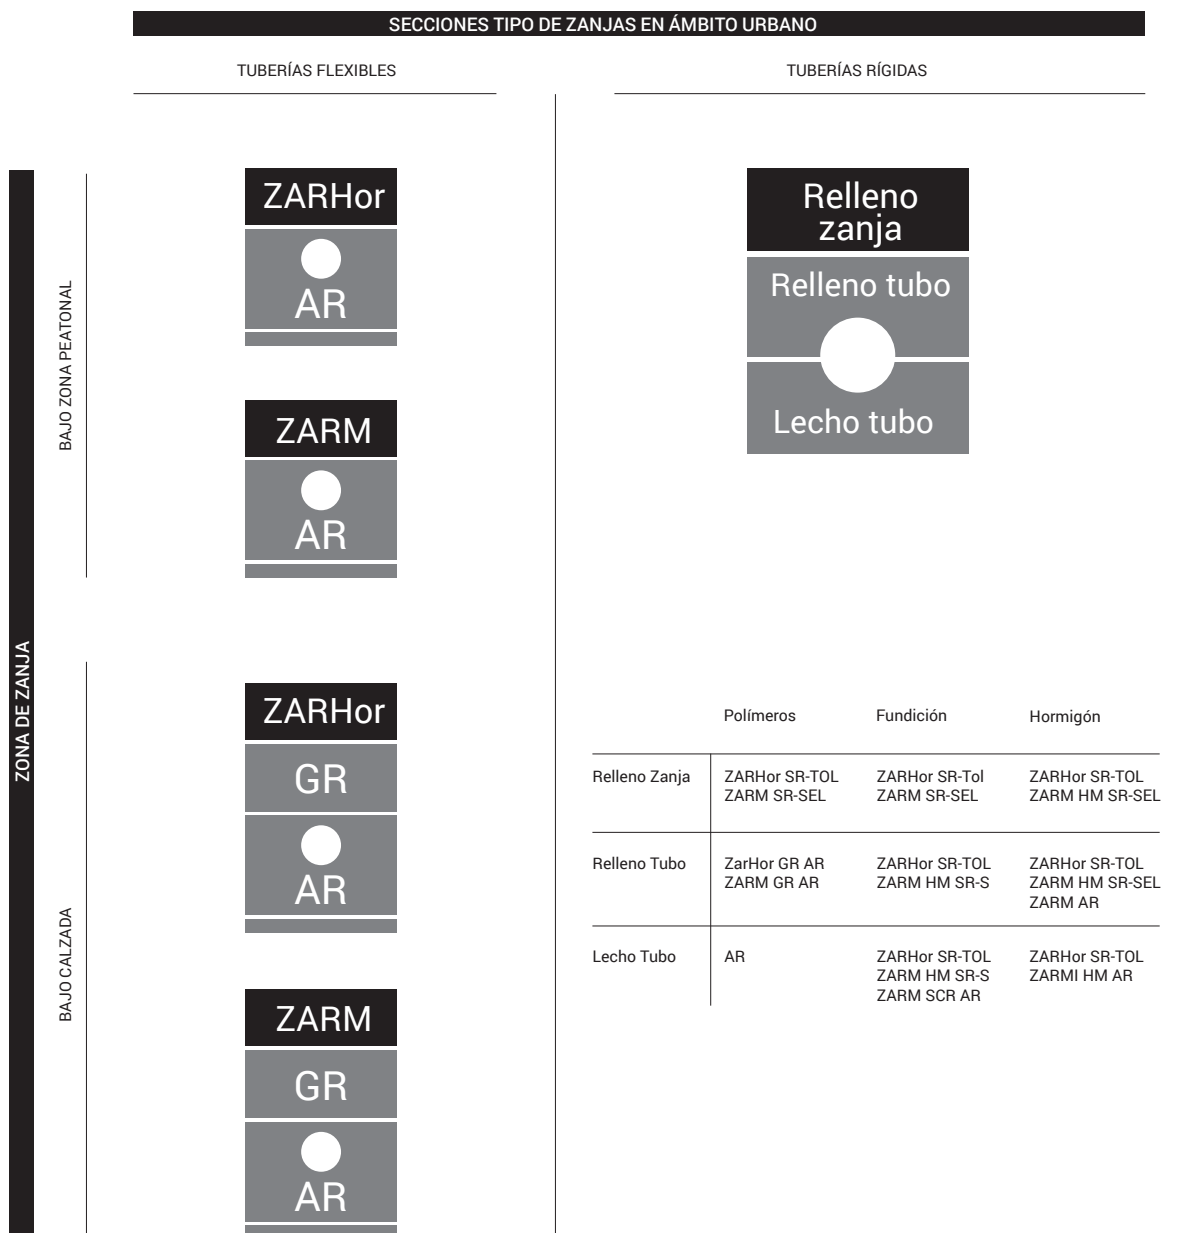 SECCIONES TIPO DE ZANJAS EN ÁMBITO URBANO
TUBERÍAS FLEXIBLES
TUBERÍAS RÍGIDAS
ZONA DE ZANJA
BAJO ZONA PEATONAL
ZARHor
AR
ZARM
AR
BAJO CALZADA
ZARHor
GR
AR
ZARM
GR
AR
Relleno
zanja
Relleno tubo
Lecho tubo
Polímeros
Fundición
Hormigón
Relleno Zanja
ZARHor SR-TOL
ZARM SR-SEL
ZARHor SR-Tol
ZARM SR-SEL
ZARHor SR-TOL
ZARM HM SR-SEL
Relleno Tubo
ZarHor GR AR
ZARM GR AR
ZARHor SR-TOL
ZARM HM SR-S
ZARHor SR-TOL
ZARM HM SR-SEL
ZARM AR
Lecho Tubo
AR
ZARHor SR-TOL
ZARM HM SR-S
ZARM SCR AR
ZARHor SR-TOL
ZARMI HM AR